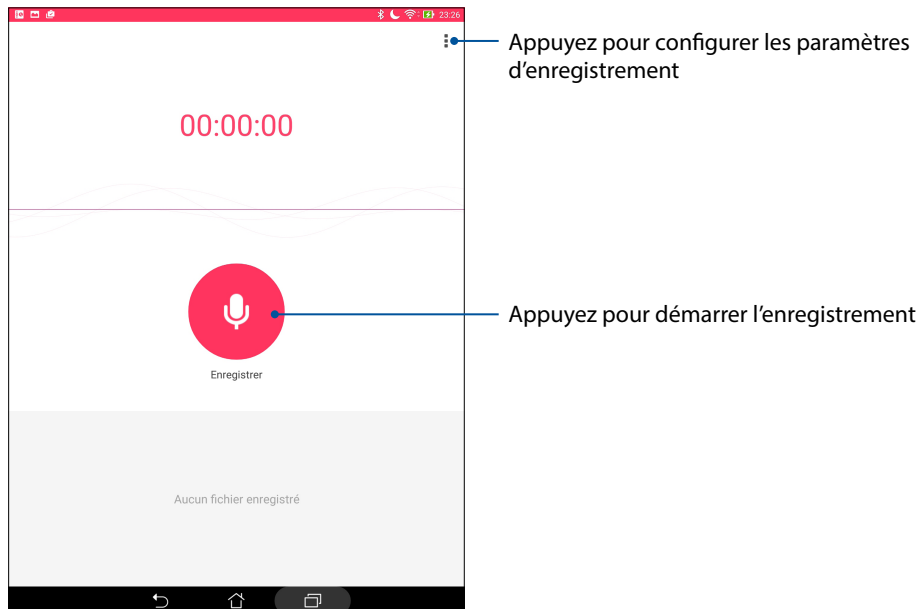 23:26
Appuyez pour configurer les paramètres
d’enregistrement
00:00:00
Appuyez pour démarrer l’enregistrement
Enregistrer
Aucun fichier enregistré